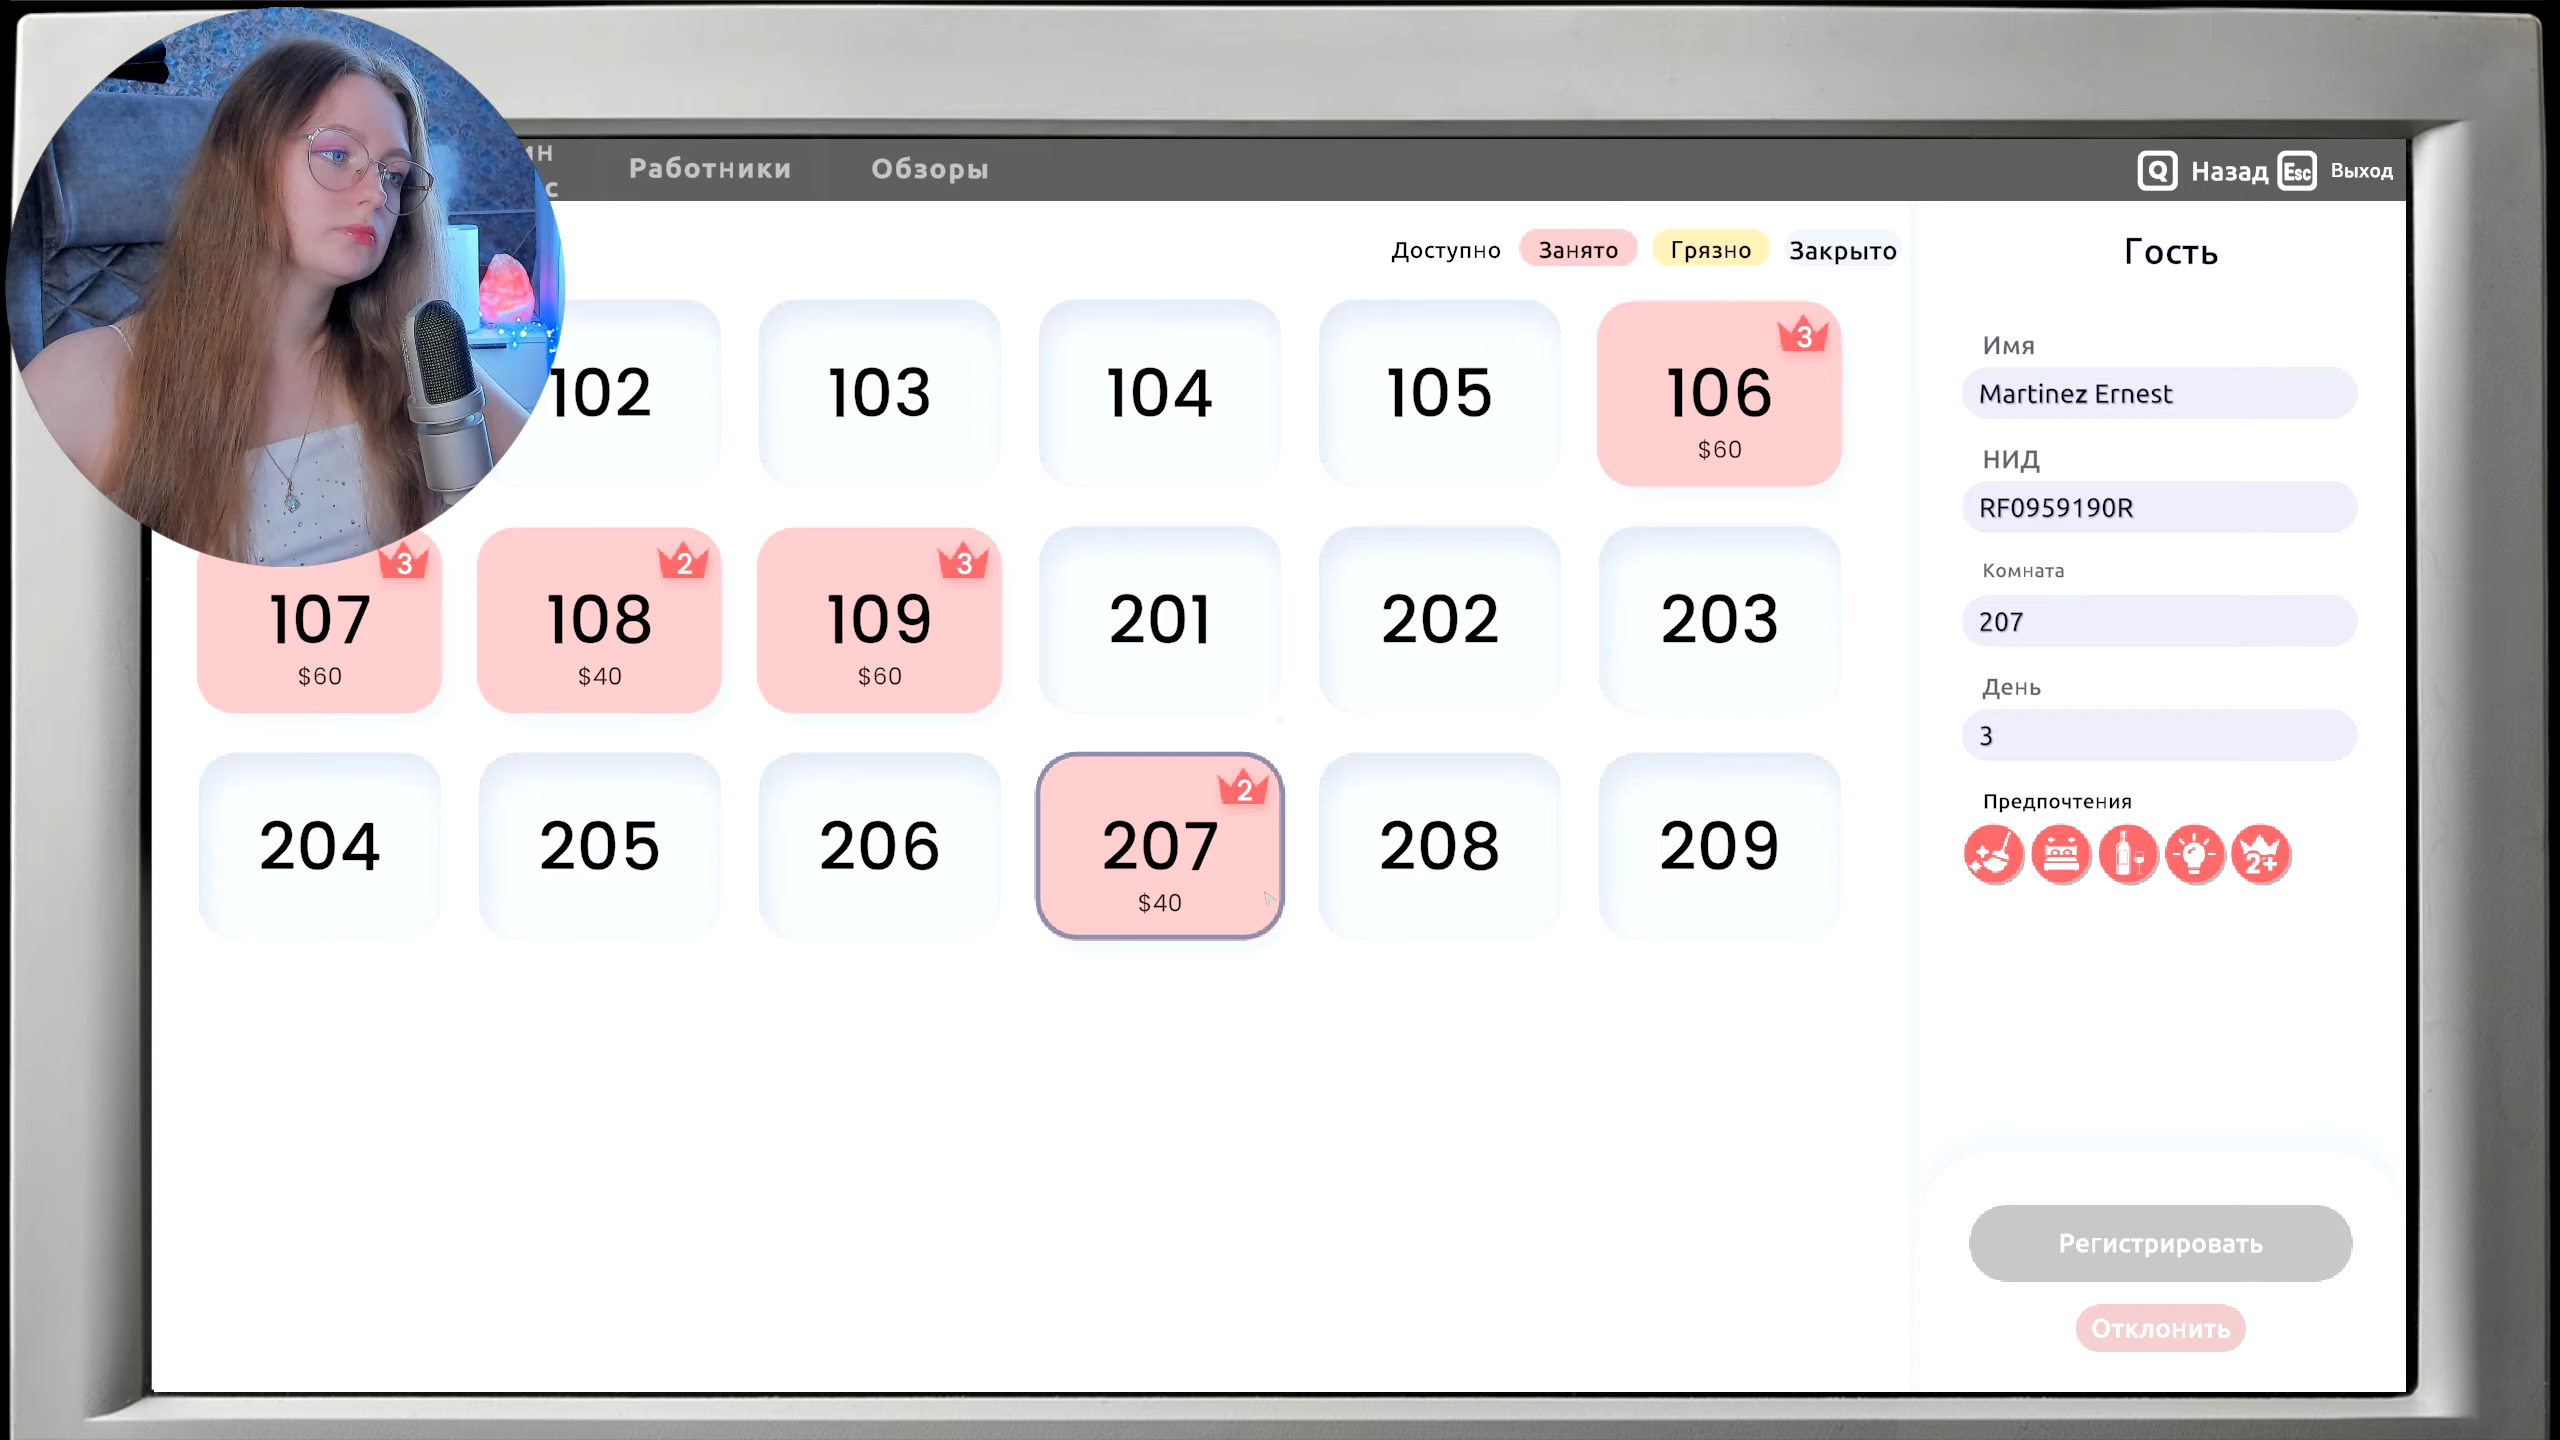 Работники
Обзоры
Q Назад Esc Выход
Доступно Занято Грязно Закрыто
102
103
104
105
3
106
$60
3
107
$60
2
108
$40
3
109
$60
201
202
203
204
205
206
2
207
$40
208
209
Гость
Имя
Martinez Ernest
НИД
RF0959190R
Комната
207
День
3
Предпочтения
2+
Регистрировать
Отклонить